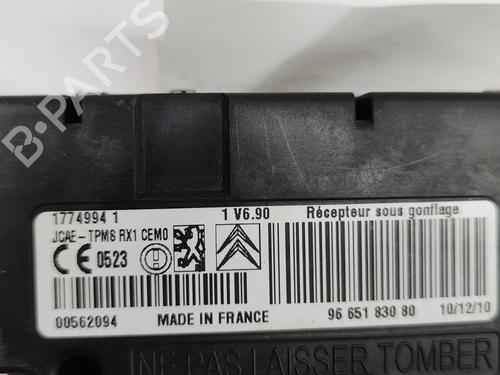 B-PARTS
1774994 1
1 V6.90
Récepteur sous gonflage
JCAE - TPMS RX1 CEM0
CE 0523
00562094
MADE IN FRANCE
96 651 830 80
10/12/10
NE PAS LAISSER TOMBER